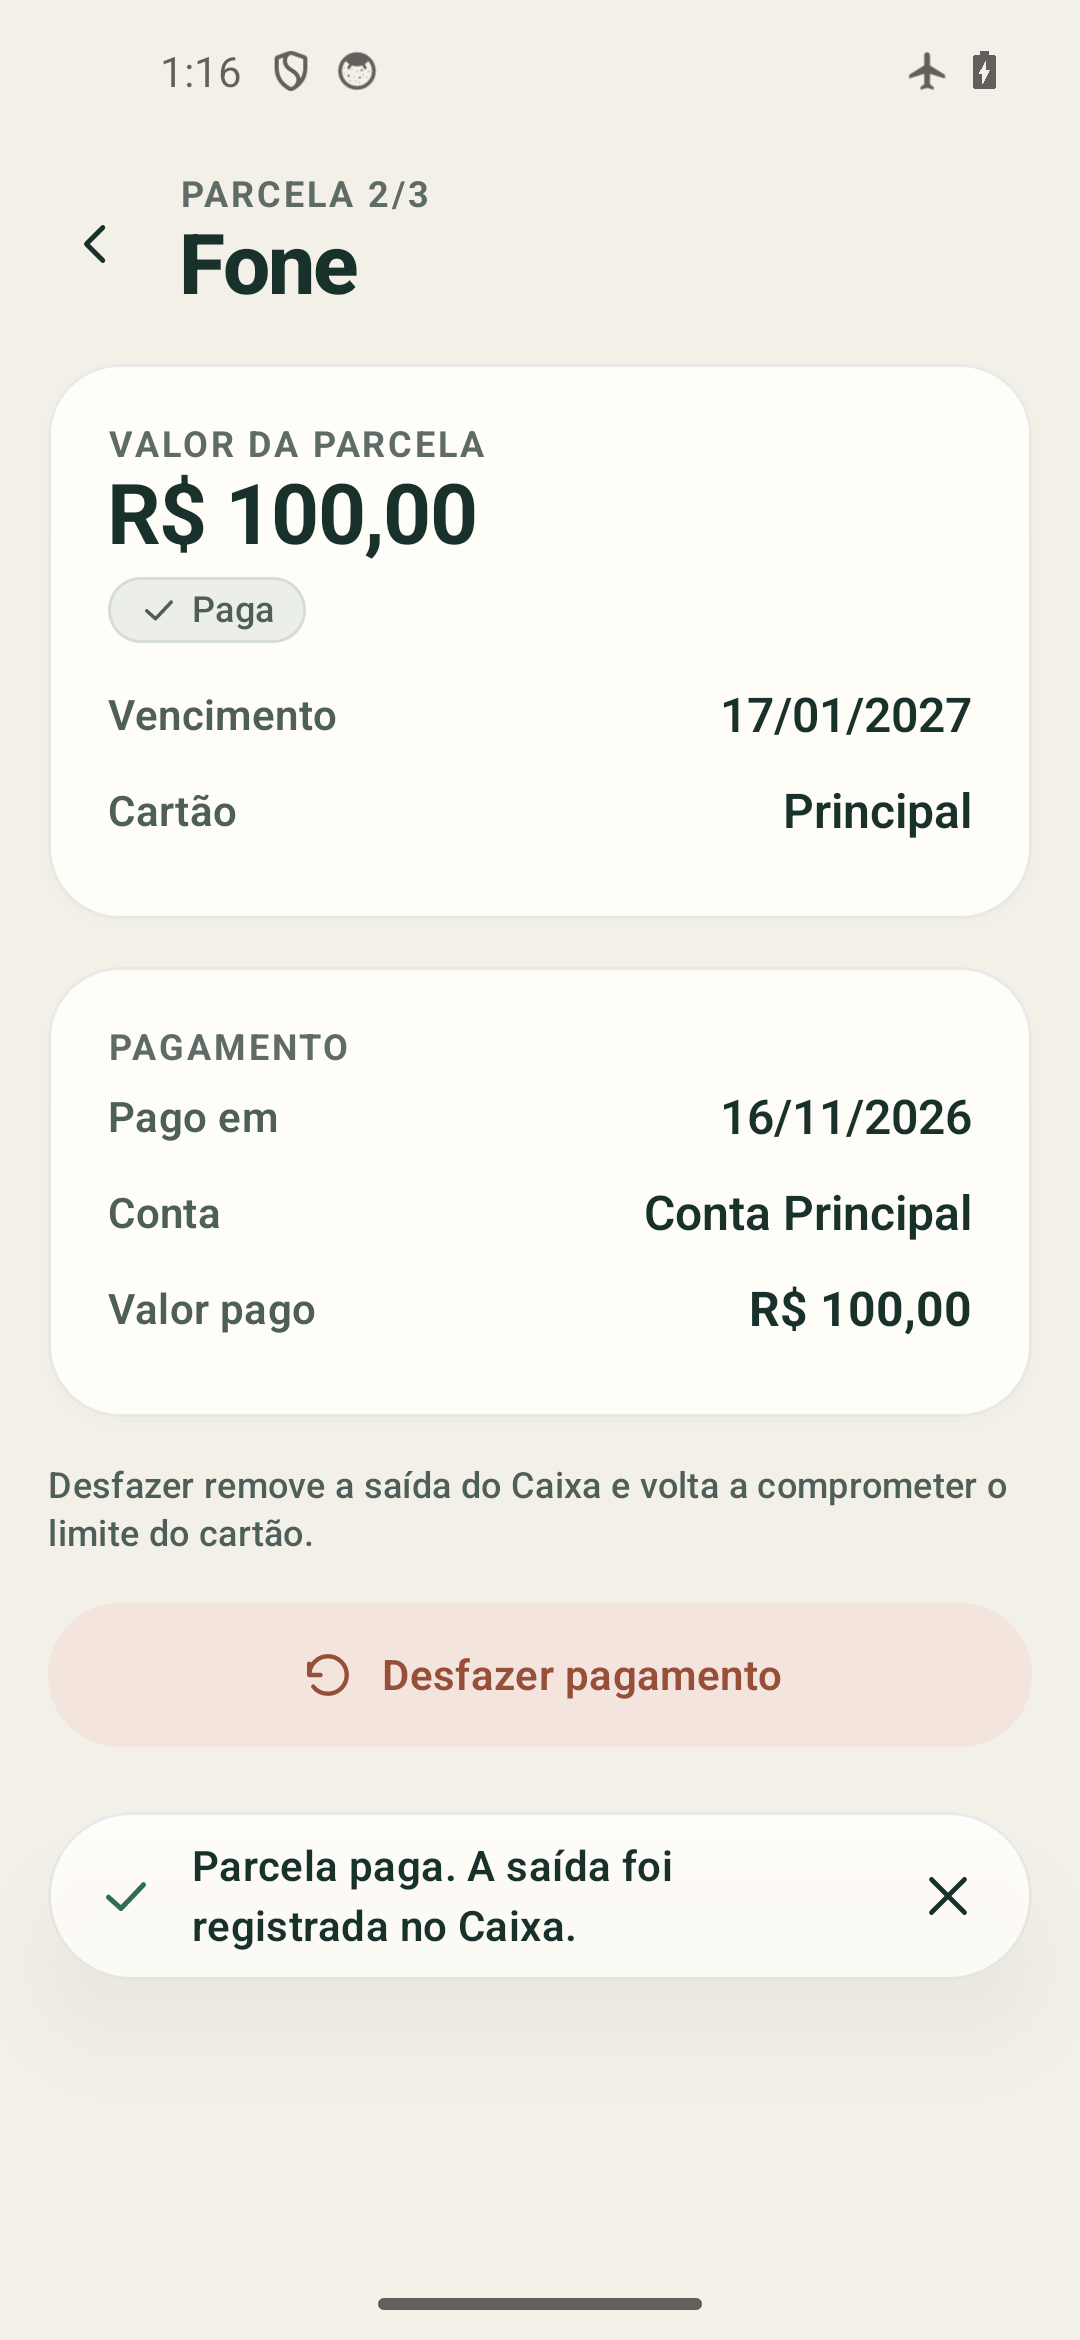 1:16
PARCELA 2/3
Fone
VALOR DA PARCELA
R$ 100,00
Paga
Vencimento 17/01/2027
Cartão Principal
PAGAMENTO
Pago em 16/11/2026
Conta Conta Principal
Valor pago R$ 100,00
Desfazer remove a saída do Caixa e volta a comprometer o
limite do cartão.
Desfazer pagamento
Parcela paga. A saída foi
registrada no Caixa.